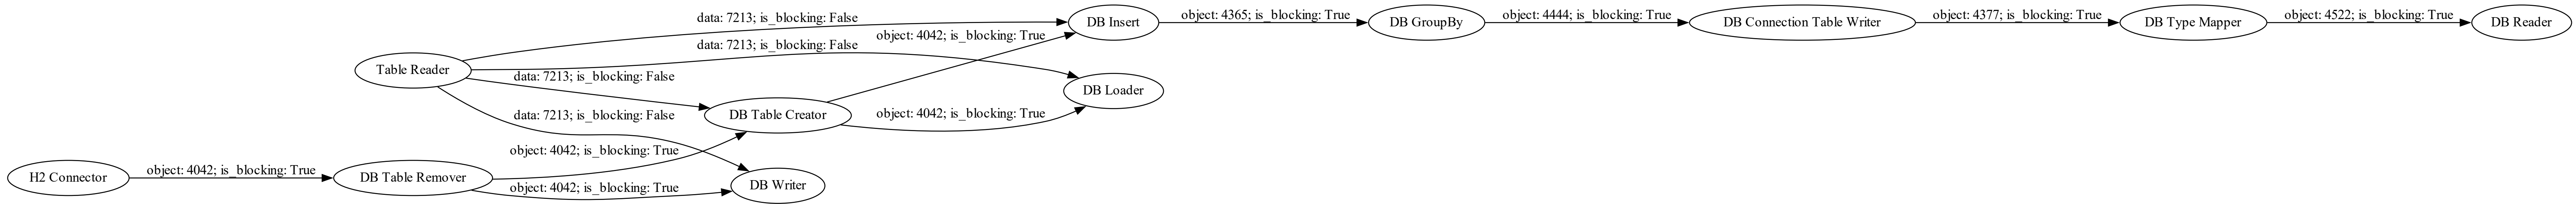 data: 7213; is_blocking: False
DB Insert
object: 4365; is_blocking: True
DB GroupBy
object: 4444; is_blocking: True
DB Connection Table Writer
object: 4377; is_blocking: True
DB Type Mapper
object: 4522; is_blocking: True
DB Reader
object: 4042; is_blocking: True
data: 7213; is_blocking: False
Table Reader
data: 7213; is_blocking: False
DB Loader
DB Table Creator
object: 4042; is_blocking: True
data: 7213; is_blocking: False
object: 4042; is_blocking: True
H2 Connector
object: 4042; is_blocking: True
DB Table Remover
object: 4042; is_blocking: True
DB Writer